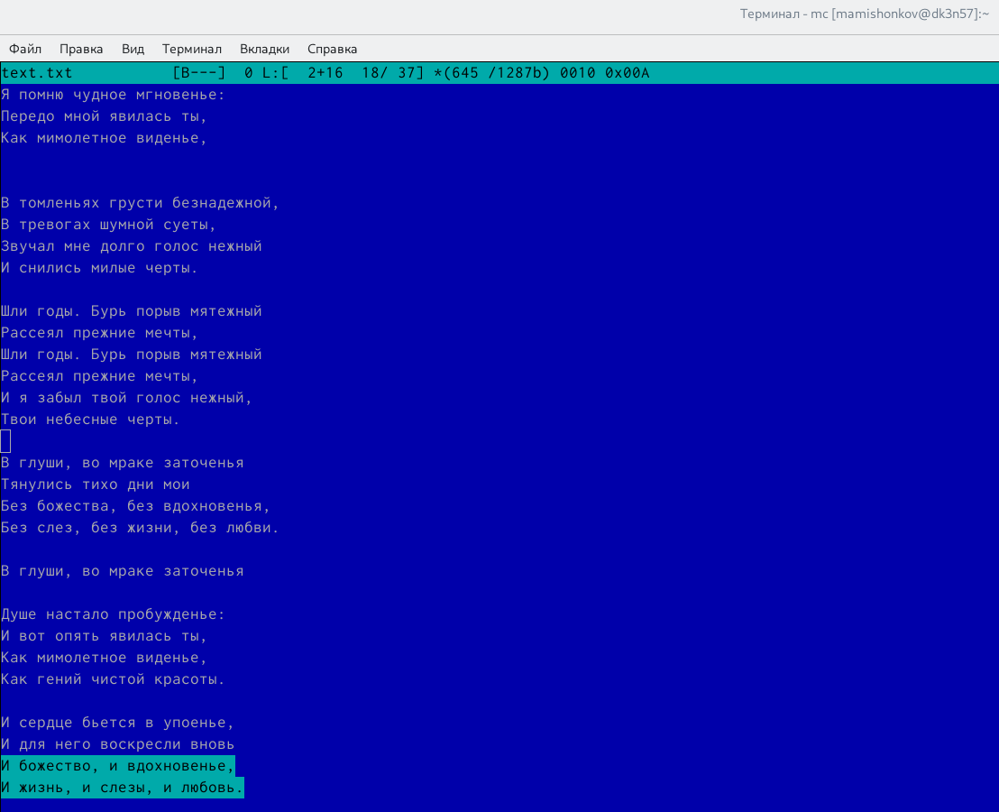 Терминал - mc [mamishonkov@dk3n57]:~
Файл Правка Вид Терминал Вкладки Справка
text.txt [B---] 0 L:[ 2+16 18/ 37] *(645 /1287b) 0010 0x00A
Я помню чудное мгновенье:
Передо мной явилась ты,
Как мимолетное виденье,
В томленьях грусти безнадежной,
В тревогах шумной суеты,
Звучал мне долго голос нежный
И снились милые черты.
Шли годы. Бурь порыв мятежный
Рассеял прежние мечты,
Шли годы. Бурь порыв мятежный
Рассеял прежние мечты,
И я забыл твой голос нежный,
Твои небесные черты.
В глуши, во мраке заточенья
Тянулись тихо дни мои
Без божества, без вдохновенья,
Без слез, без жизни, без любви.
В глуши, во мраке заточенья
Душе настало пробужденье:
И вот опять явилась ты,
Как мимолетное виденье,
Как гений чистой красоты.
И сердце бьется в упоенье,
И для него воскресли вновь
И божество, и вдохновенье,
И жизнь, и слезы, и любовь.